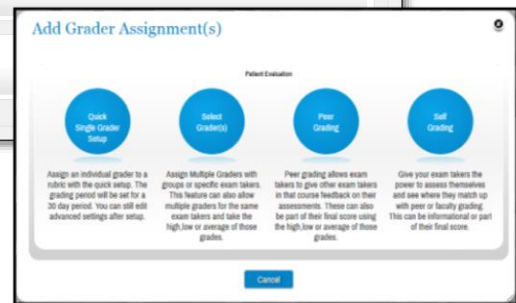 Add Grader Assignment(s)
Patient Evaluation
Quick
Single Grader
Setup
Assign an individual grader to a
rubric with the quick setup. The
grading period will be set for a
30 day period. You can still edit
advanced settings after setup.
Select
Grader(s)
Assign Multiple Graders with
groups or specific exam takers.
This feature can also allow
multiple graders for the same
exam takers and take the
high,low or average of those
grades.
Peer
Grading
Peer grading allows exam
takers to give other exam takers
in that course feedback on their
assessments. These can also
be part of their final score using
the high,low or average of those
grades.
Self
Grading
Give your exam takers the
power to assess themselves
and see where they match up
with peer or faculty grading.
This can be informational or part
of their final score.
Cancel